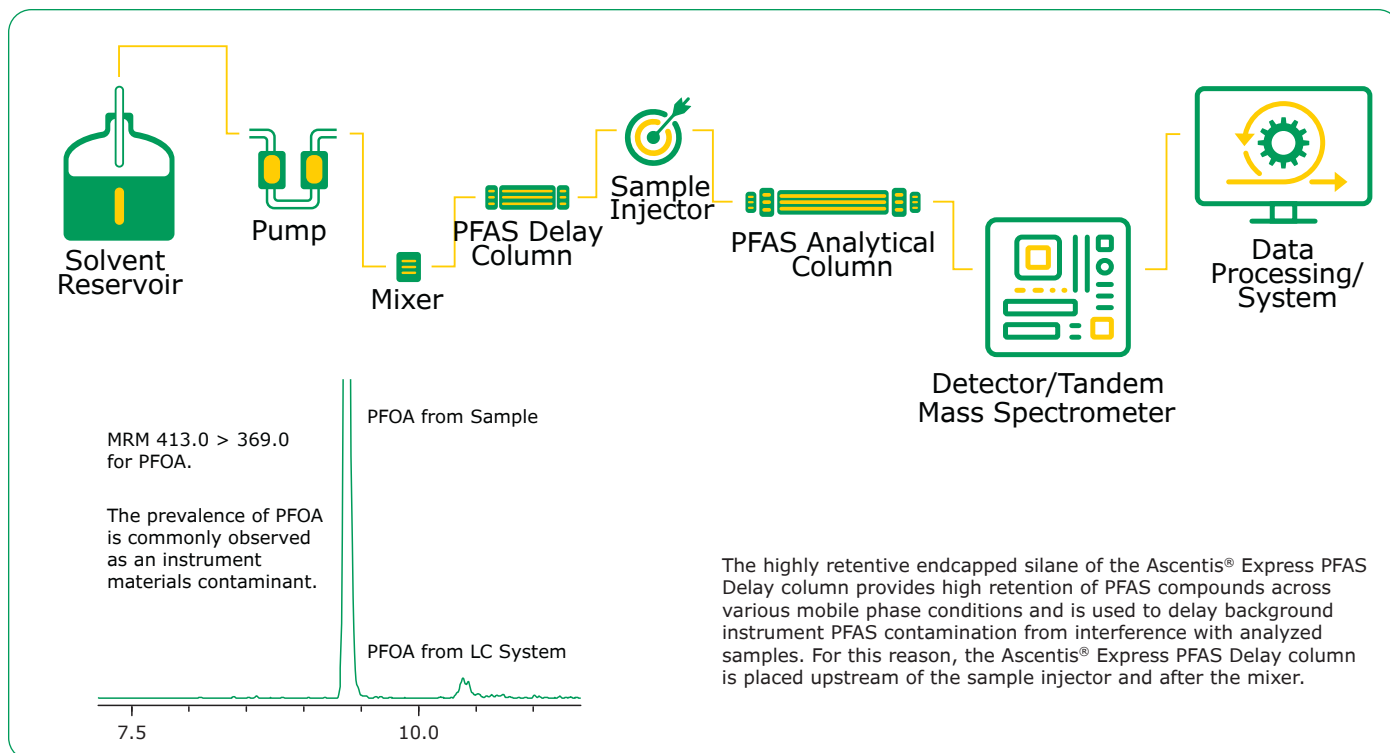 Solvent
Reservoir
Pump
Mixer
PFAS Delay
Column
Sample
Injector
PFAS Analytical
Column
Detector/Tandem
Mass Spectrometer
Data
Processing/
System
MRM 413.0 > 369.0
for PFOA.
The prevalence of PFOA
is commonly observed
as an instrument
materials contaminant.
PFOA from Sample
PFOA from LC System
7.5
10.0
The highly retentive endcapped silane of the Ascentis® Express PFAS
Delay column provides high retention of PFAS compounds across
various mobile phase conditions and is used to delay background
instrument PFAS contamination from interference with analyzed
samples. For this reason, the Ascentis® Express PFAS Delay column
is placed upstream of the sample injector and after the mixer.